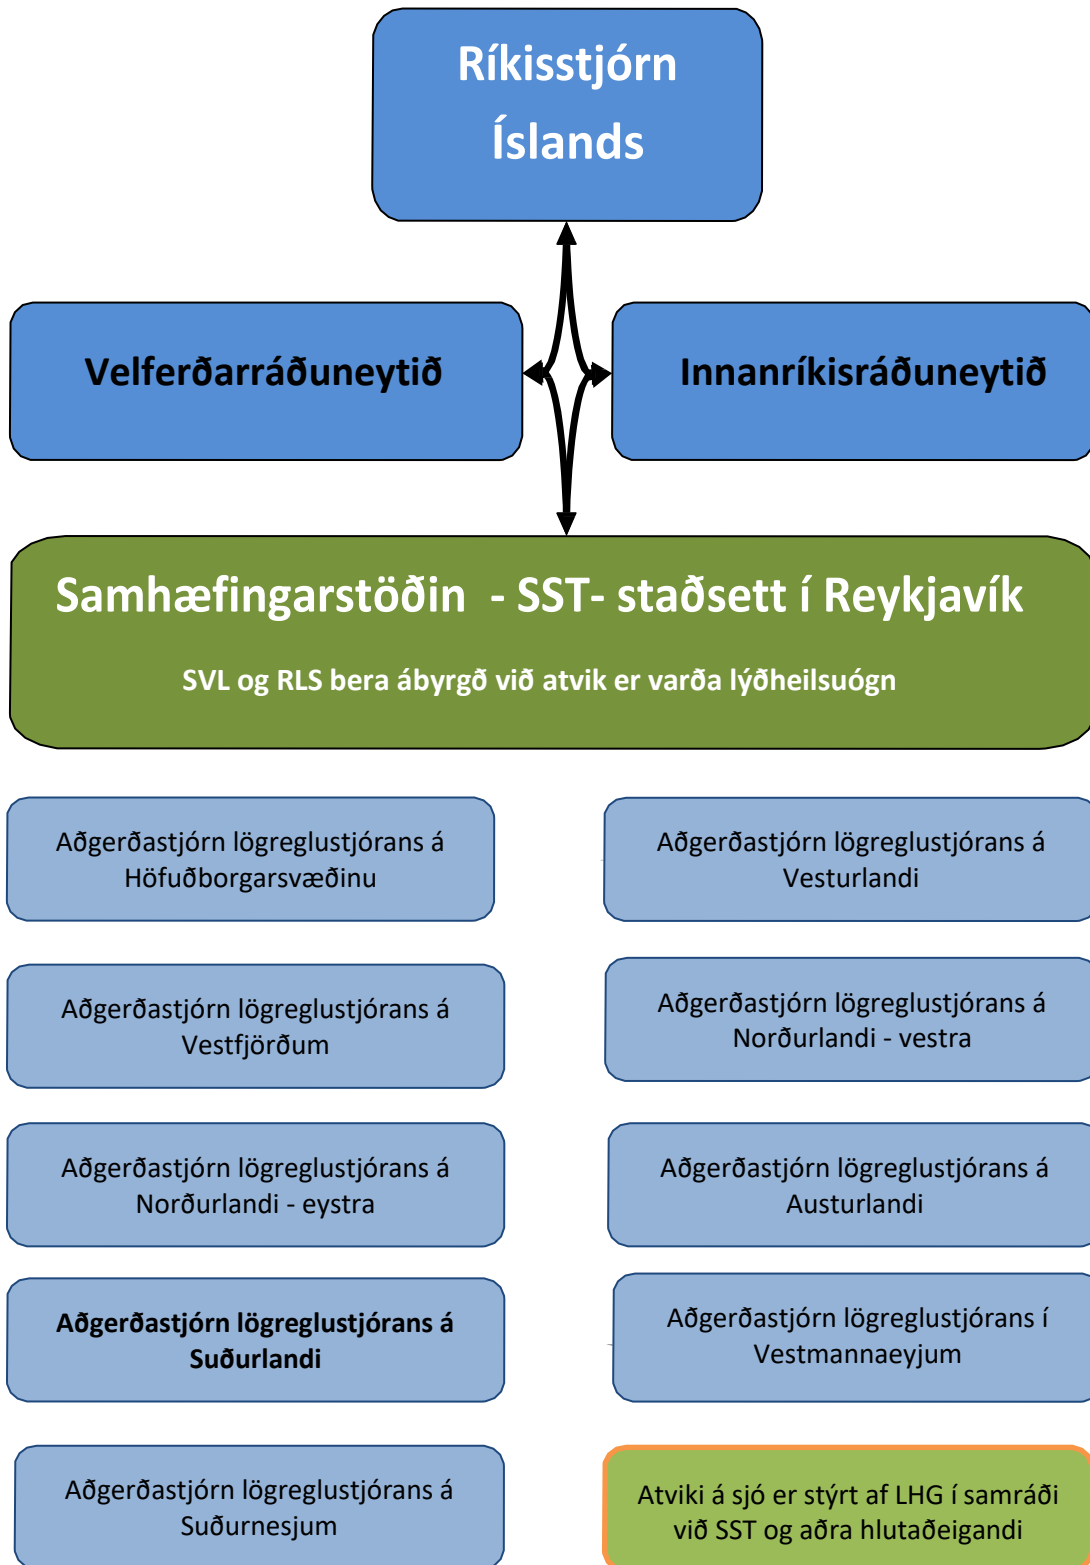 Ríkisstjórn
Íslands
Velferðarráðuneytið
Innanríkisráðuneytið
Samhæfingarstöðin - SST- staðsett í Reykjavík
SVL og RLS bera ábyrgð við atvik er varða lýðheilsuógn
Aðgerðastjórn lögreglustjórans á
Höfuðborgarsvæðinu
Aðgerðastjórn lögreglustjórans á
Vesturlandi
Aðgerðastjórn lögreglustjórans á
Vestfjörðum
Aðgerðastjórn lögreglustjórans á
Norðurlandi - vestra
Aðgerðastjórn lögreglustjórans á
Norðurlandi - eystra
Aðgerðastjórn lögreglustjórans á
Austurlandi
Aðgerðastjórn lögreglustjórans á
Suðurlandi
Aðgerðastjórn lögreglustjórans í
Vestmannaeyjum
Aðgerðastjórn lögreglustjórans á
Suðurnesjum
Atviki á sjó er stýrt af LHG í samráði
við SST og aðra hlutaðeigandi